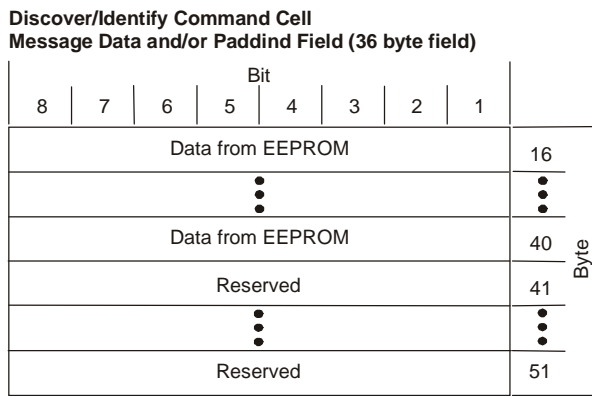 Discover/Identify Command Cell
Message Data and/or Paddind Field (36 byte field)
Bit
8 7 6 5 4 3 2 1
Data from EEPROM 16
Data from EEPROM 40
Byte
Reserved 41
Reserved 51